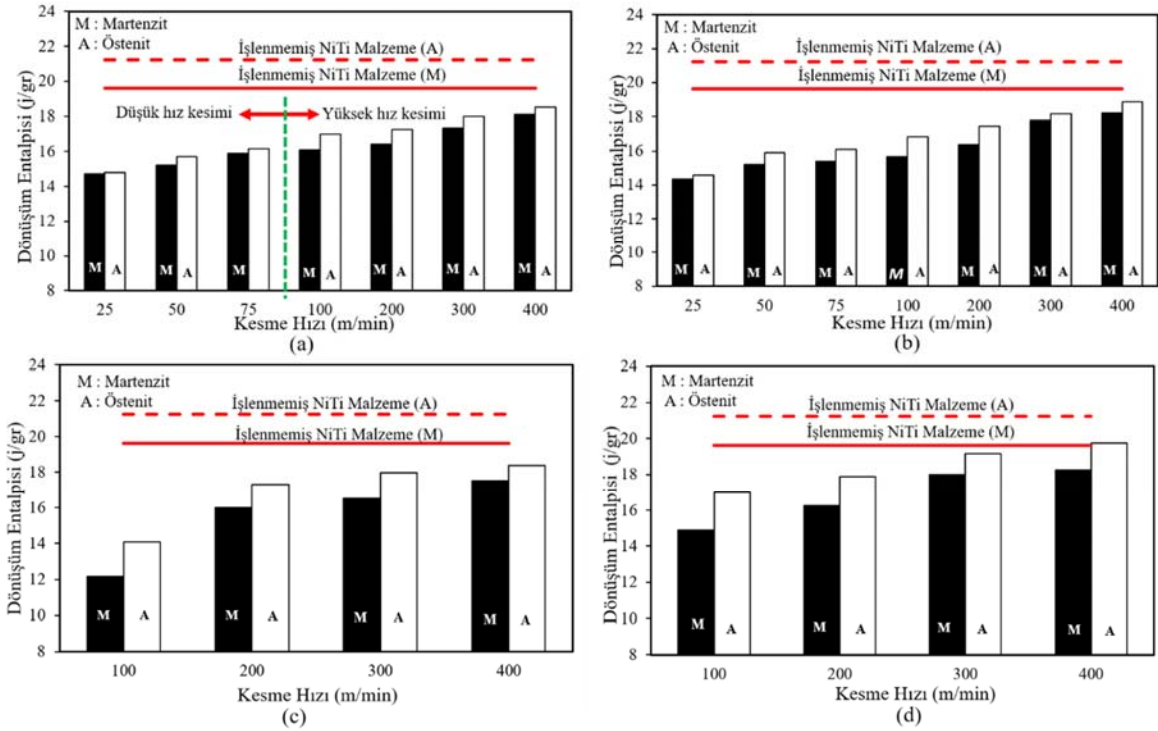 M : Martenzit
A : Östenit
İşlenmemiş NiTi Malzeme (A)
İşlenmemiş NiTi Malzeme (M)
Düşük hız kesimi
Yüksek hız kesimi
Dönüşüm Entalpisi (j/gr)
24
22
20
18
16
14
12
10
8
M A M A M M A M A M A M A
25 50 75 100 200 300 400
Kesme Hızı (m/min)
(a)
M : Martenzit
A : Östenit
İşlenmemiş NiTi Malzeme (A)
İşlenmemiş NiTi Malzeme (M)
Dönüşüm Entalpisi (j/gr)
24
22
20
18
16
14
12
10
8
M A M A M A M A M A M A M A
25 50 75 100 200 300 400
Kesme Hızı (m/min)
(b)
M : Martenzit
A : Östenit
İşlenmemiş NiTi Malzeme (A)
İşlenmemiş NiTi Malzeme (M)
Dönüşüm Entalpisi (j/gr)
24
22
20
18
16
14
12
10
8
M A M A M A M A
100 200 300 400
Kesme Hızı (m/min)
(c)
M : Martenzit
A : Östenit
İşlenmemiş NiTi Malzeme (A)
İşlenmemiş NiTi Malzeme (M)
Dönüşüm Entalpisi (j/gr)
24
22
20
18
16
14
12
10
8
M A M A M A M A
100 200 300 400
Kesme Hızı (m/min)
(d)